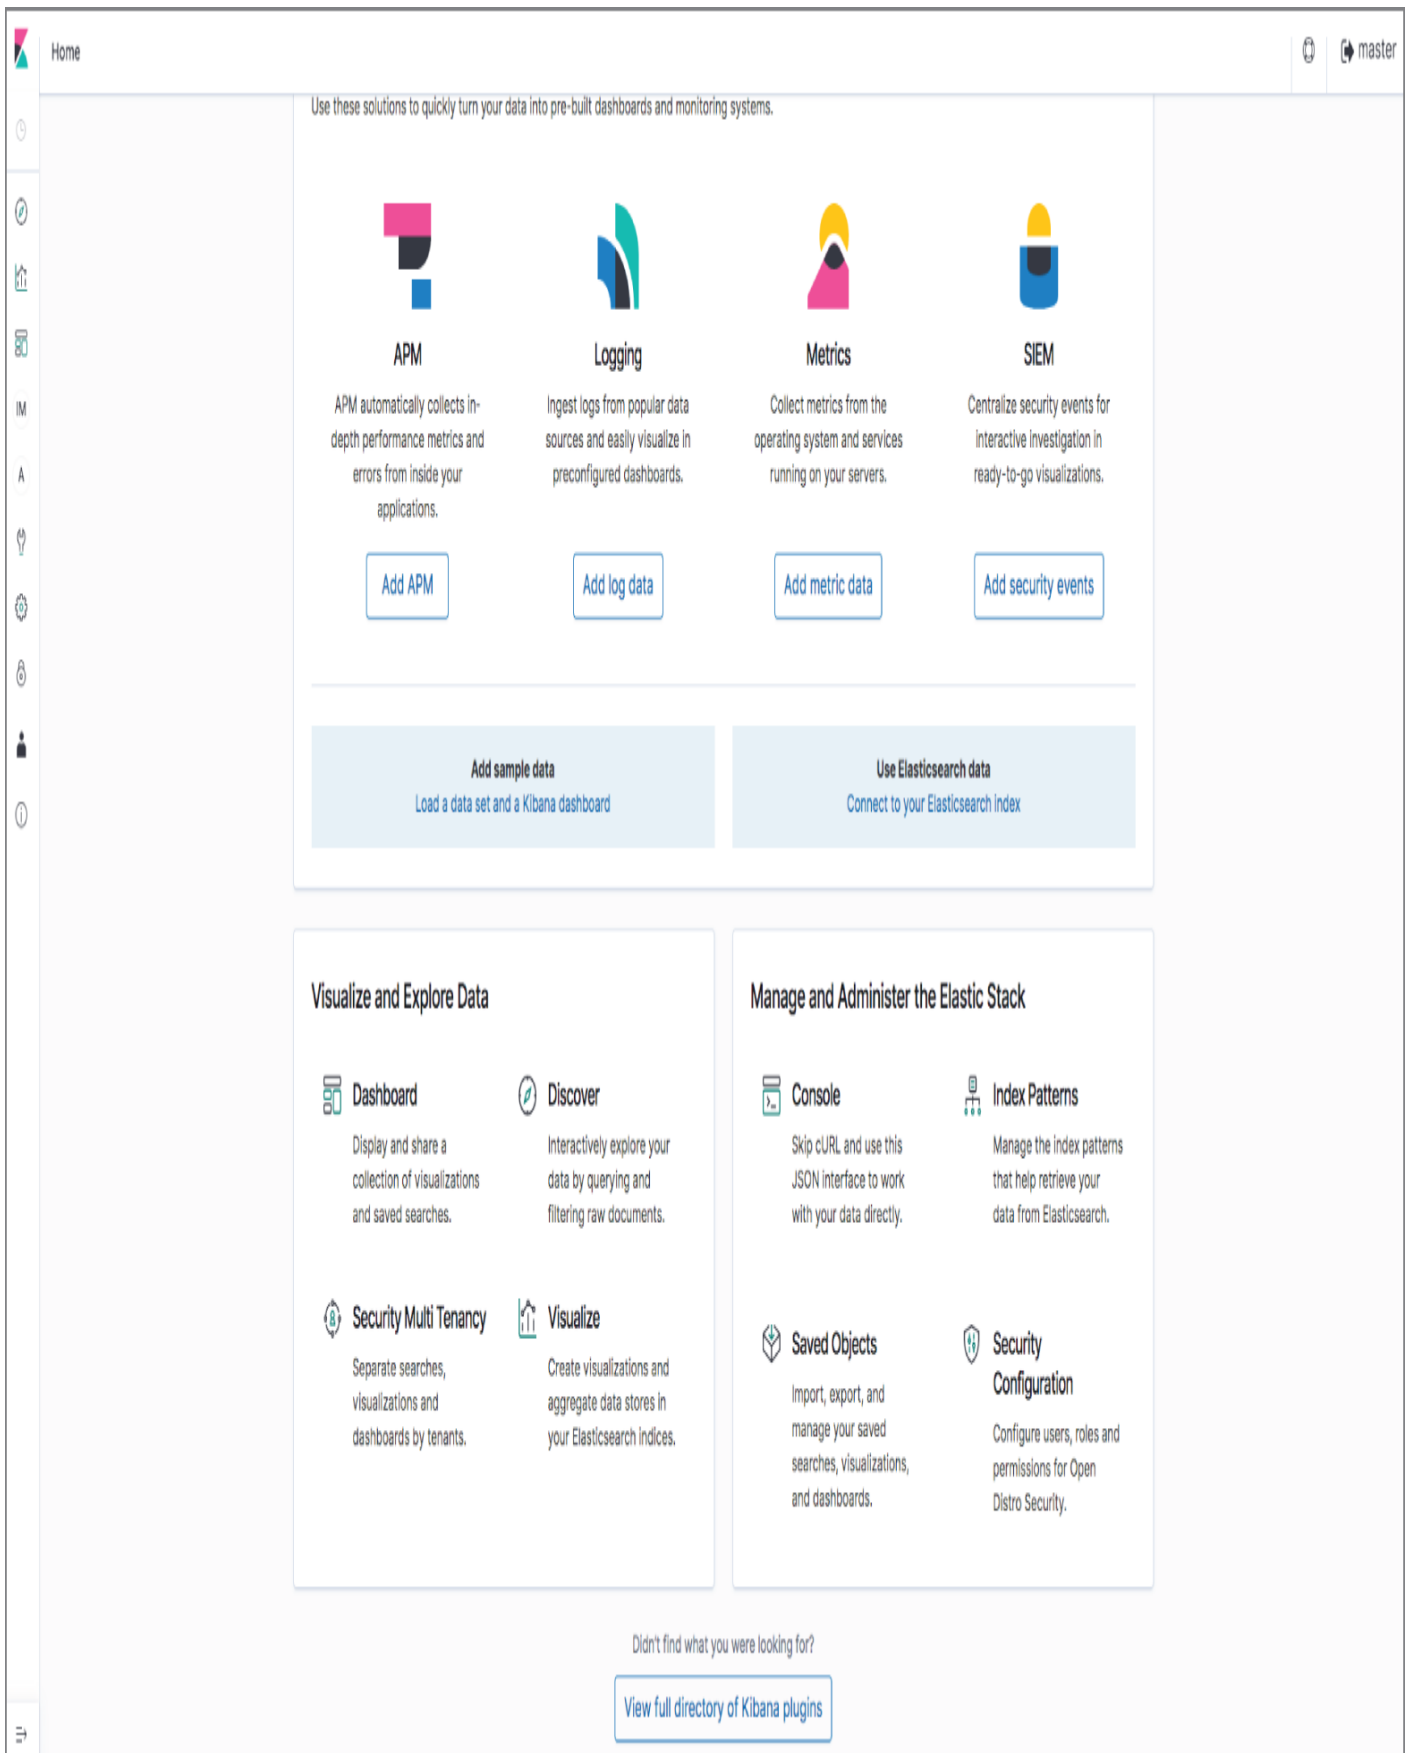 Home
master
Use these solutions to quickly turn your data into pre-built dashboards and monitoring systems.
APM
APM automatically collects in-
depth performance metrics and
errors from inside your
applications.
Add APM
Logging
Ingest logs from popular data
sources and easily visualize in
preconfigured dashboards.
Add log data
Metrics
Collect metrics from the
operating system and services
running on your servers.
Add metric data
SIEM
Centralize security events for
interactive investigation in
ready-to-go visualizations.
Add security events
IM
A
Add sample data
Load a data set and a Kibana dashboard
Use Elasticsearch data
Connect to your Elasticsearch index
Visualize and Explore Data
Dashboard
Display and share a
collection of visualizations
and saved searches.
Discover
Interactively explore your
data by querying and
filtering raw documents.
Security Multi Tenancy
Separate searches,
visualizations and
dashboards by tenants.
Visualize
Create visualizations and
aggregate data stores in
your Elasticsearch indices.
Manage and Administer the Elastic Stack
Console
Skip cURL and use this
JSON interface to work
with your data directly.
Index Patterns
Manage the index patterns
that help retrieve your
data from Elasticsearch.
Saved Objects
Import, export, and
manage your saved
searches, visualizations,
and dashboards.
Security
Configuration
Configure users, roles and
permissions for Open
Distro Security.
Didn't find what you were looking for?
View full directory of Kibana plugins